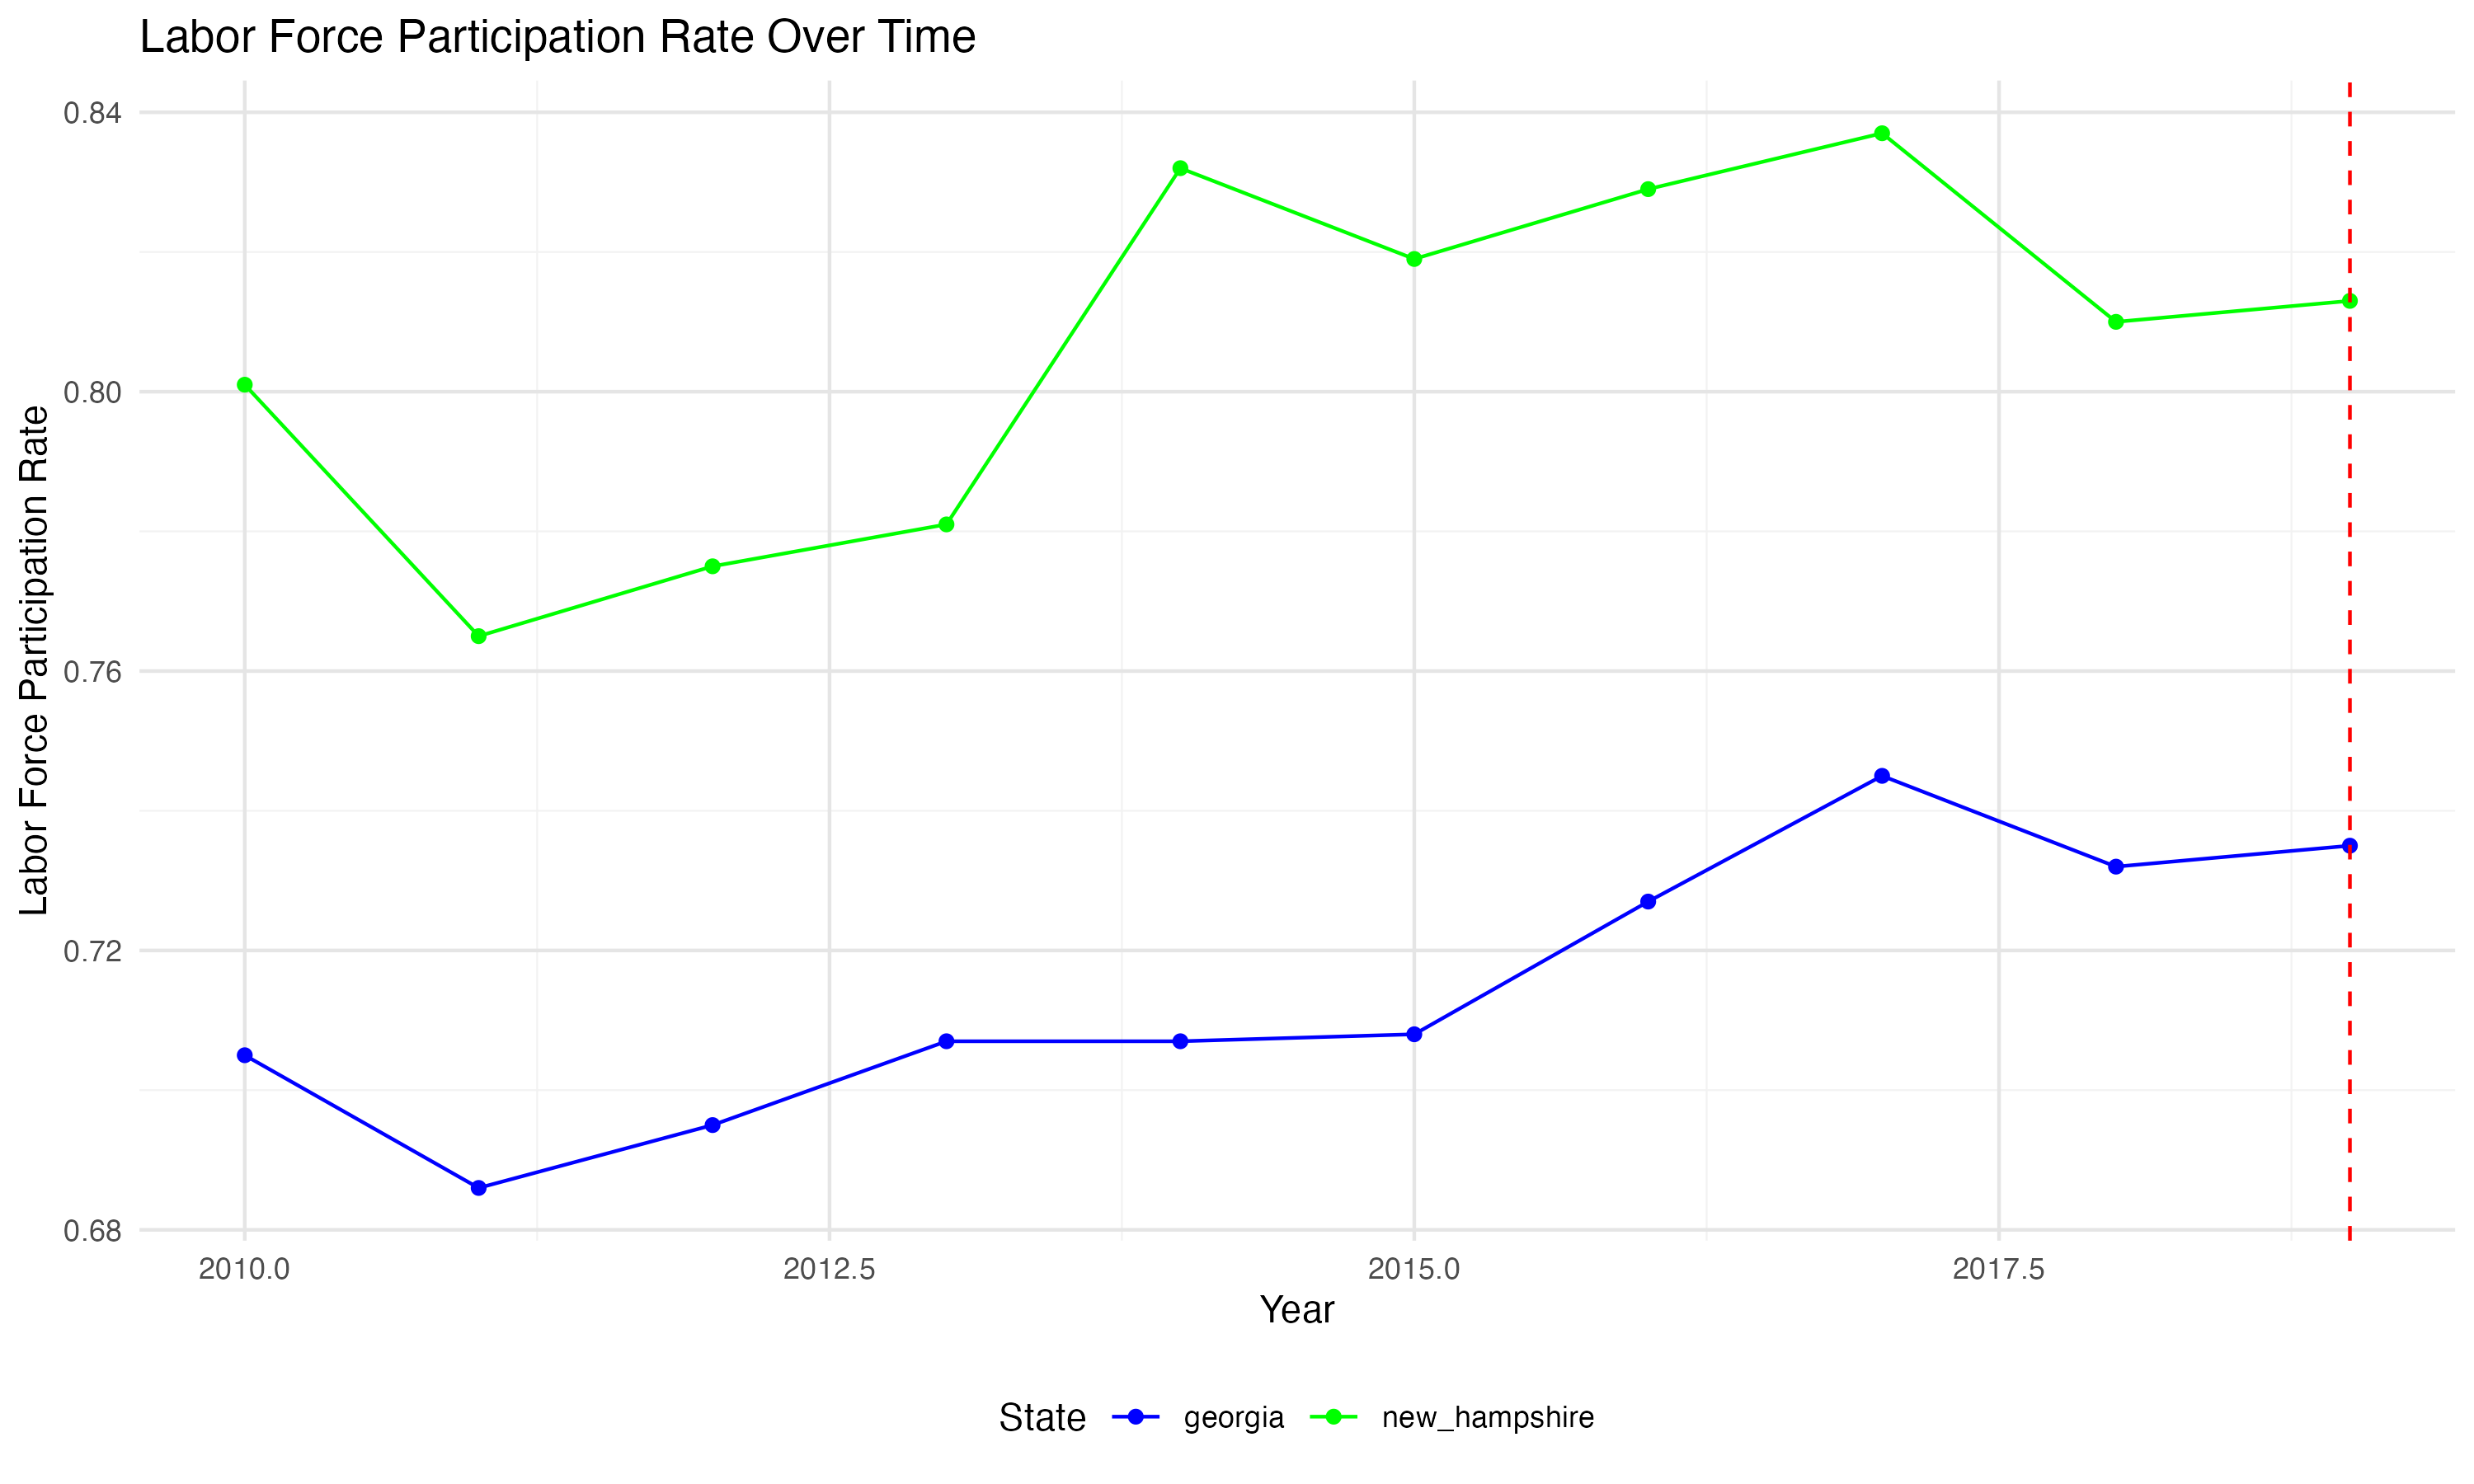 Labor Force Participation Rate Over Time
Labor Force Participation Rate
0.84
0.80
0.76
0.72
0.68
2010.0 2012.5 2015.0 2017.5
Year
State georgia new_hampshire